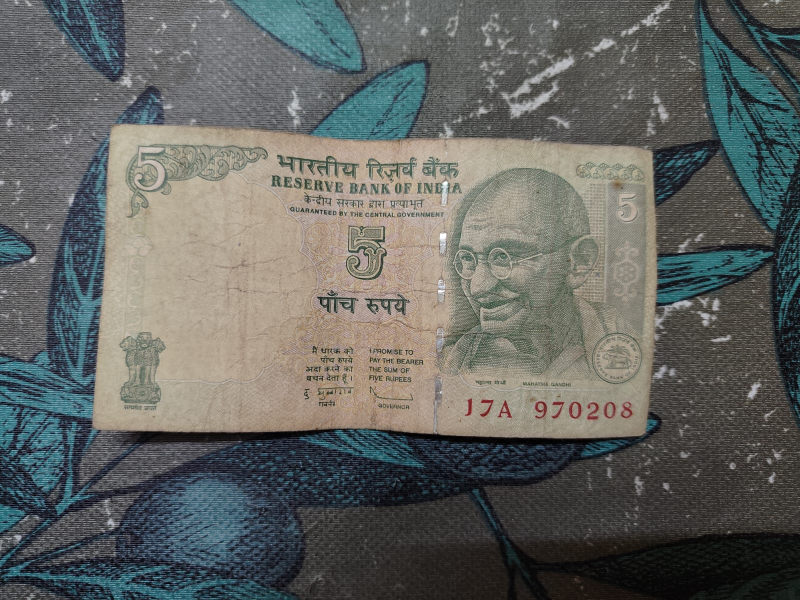 5
भारतीय रिज़र्व बैंक
RESERVE BANK OF INDIA
केन्द्रीय सरकार द्वारा प्रत्याभूत
GUARANTEED BY THE CENTRAL GOVERNMENT
5
5
पाँच रुपये
मैं धारक को
पाँच रुपये
अदा करने का
वचन देता हूँ।
गवर्नर
I PROMISE TO
PAY THE BEARER
THE SUM OF
FIVE RUPEES
GOVERNOR
महात्मा गांधी
MAHATMA GANDHI
सत्यमेव जयते
17A 970208